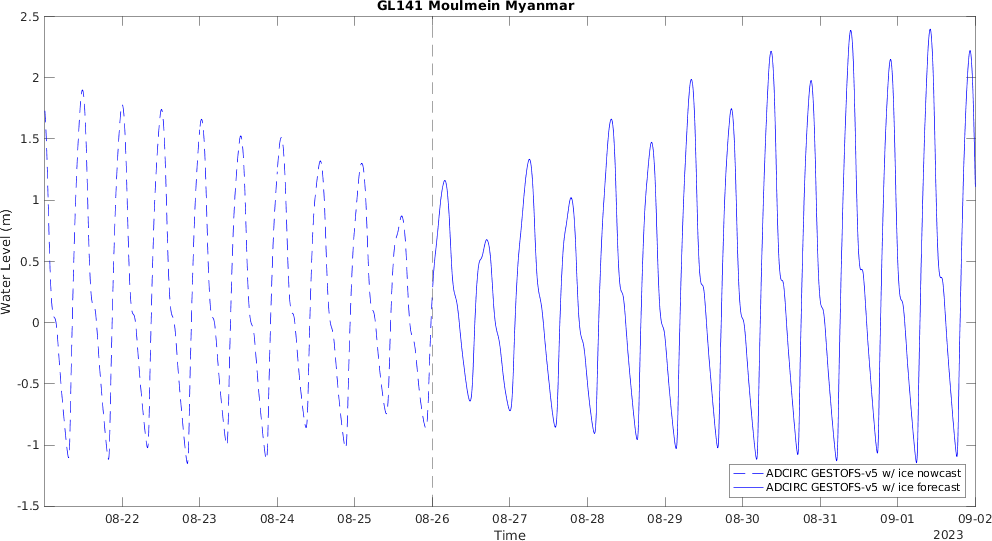 GL141 Moulmein Myanmar
2.5
2
1.5
1
0.5
0
-0.5
-1
-1.5
Water Level (m)
ADCIRC GESTOFS-v5 w/ ice nowcast
ADCIRC GESTOFS-v5 w/ ice forecast
08-22 08-23 08-24 08-25 08-26 08-27 08-28 08-29 08-30 08-31 09-01 09-02
Time
2023